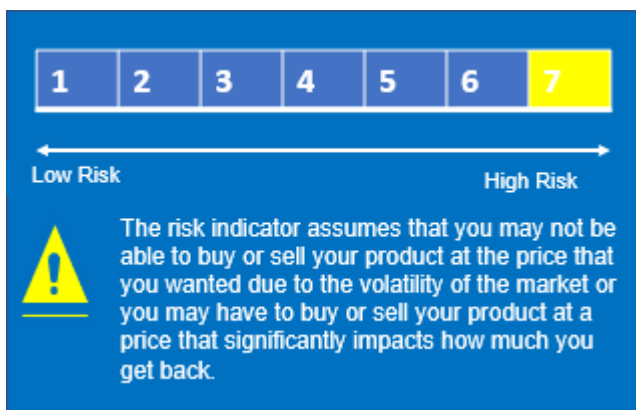 1 2 3 4 5 6 7
Low Risk High Risk
The risk indicator assumes that you may not be
able to buy or sell your product at the price that
you wanted due to the volatility of the market or
you may have to buy or sell your product at a
price that significantly impacts how much you
get back.